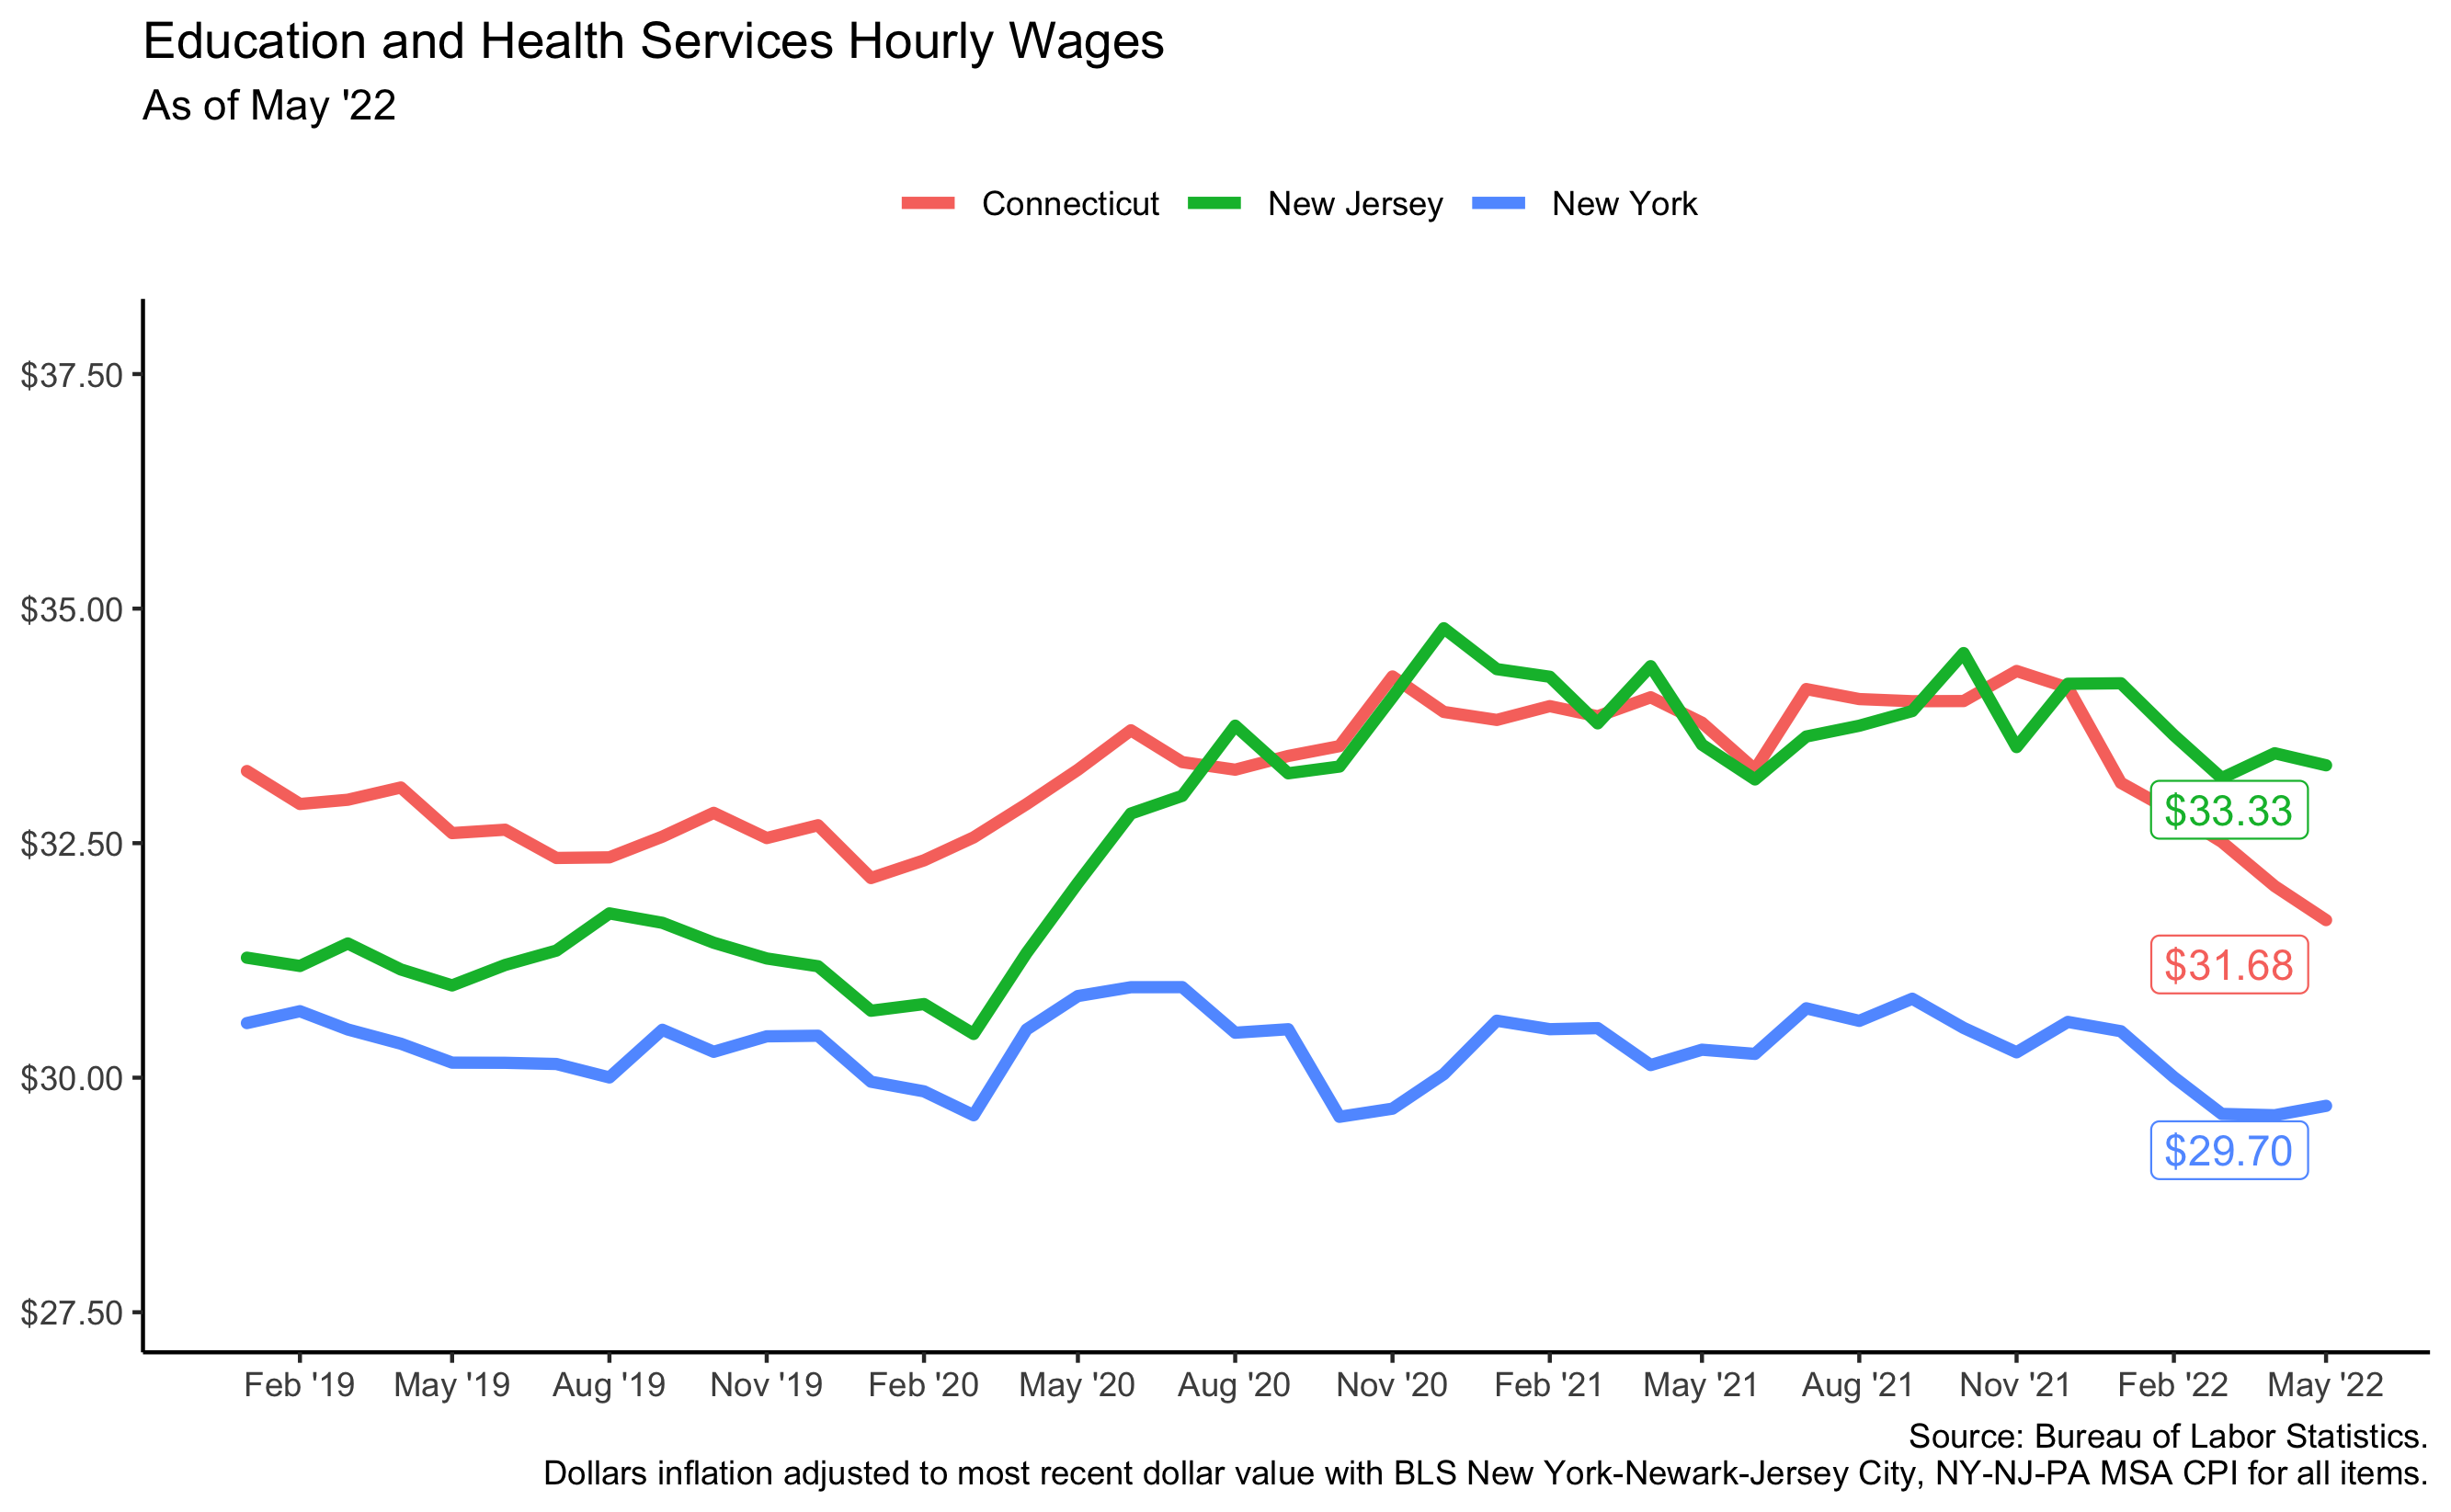 Education and Health Services Hourly Wages
As of May '22
Connecticut New Jersey New York
$37.50
$35.00
$32.50
$30.00
$27.50
$33.33
$31.68
$29.70
Feb '19 May '19 Aug '19 Nov '19 Feb '20 May '20 Aug '20 Nov '20 Feb '21 May '21 Aug '21 Nov '21 Feb '22 May '22
Source: Bureau of Labor Statistics.
Dollars inflation adjusted to most recent dollar value with BLS New York-Newark-Jersey City, NY-NJ-PA MSA CPI for all items.